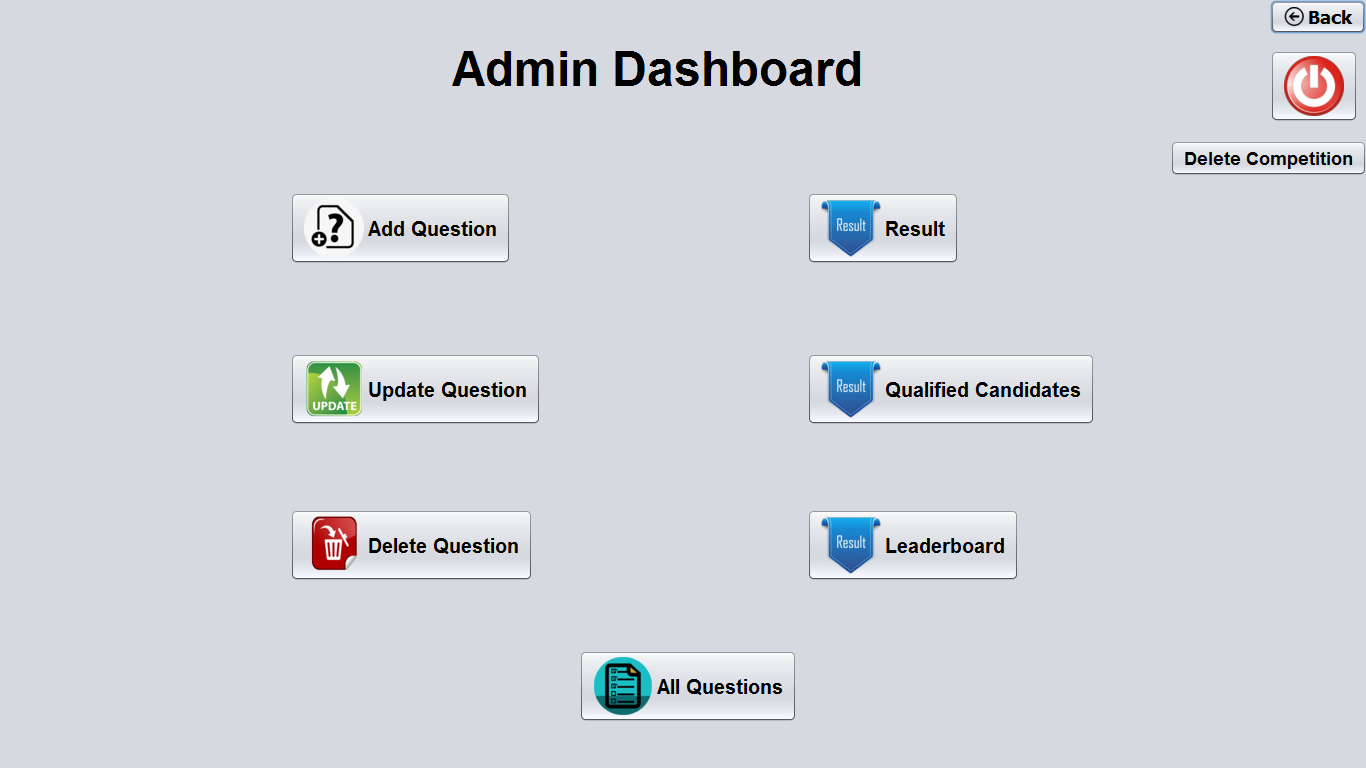 Back
Admin Dashboard
Delete Competition
? Add Question
Result Result
UPDATE Update Question
Result Qualified Candidates
Delete Question
Result Leaderboard
All Questions